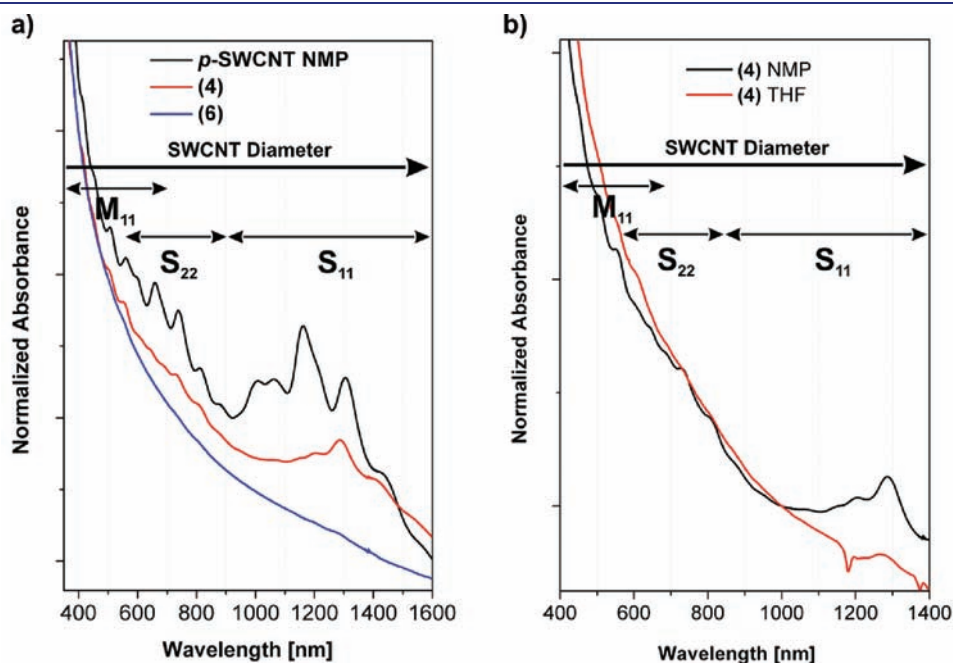 a)
p-SWCNT NMP
(4)
(6)
SWCNT Diameter
M11
S22
S11
Normalized Absorbance
400 600 800 1000 1200 1400 1600
Wavelength [nm]
b)
(4) NMP
(4) THF
SWCNT Diameter
M11
S22
S11
Normalized Absorbance
400 600 800 1000 1200 1400
Wavelength [nm]